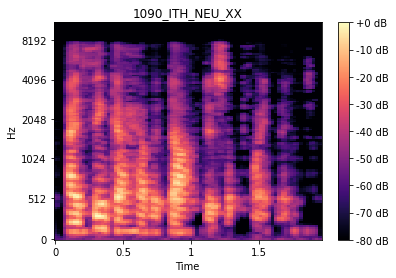 1090_ITH_NEU_XX
+0 dB
8192
-10 dB
4096
-20 dB
-30 dB
2048
Hz
-40 dB
1024
-50 dB
512
-60 dB
-70 dB
0
-80 dB
0
0.5
1
1.5
Time